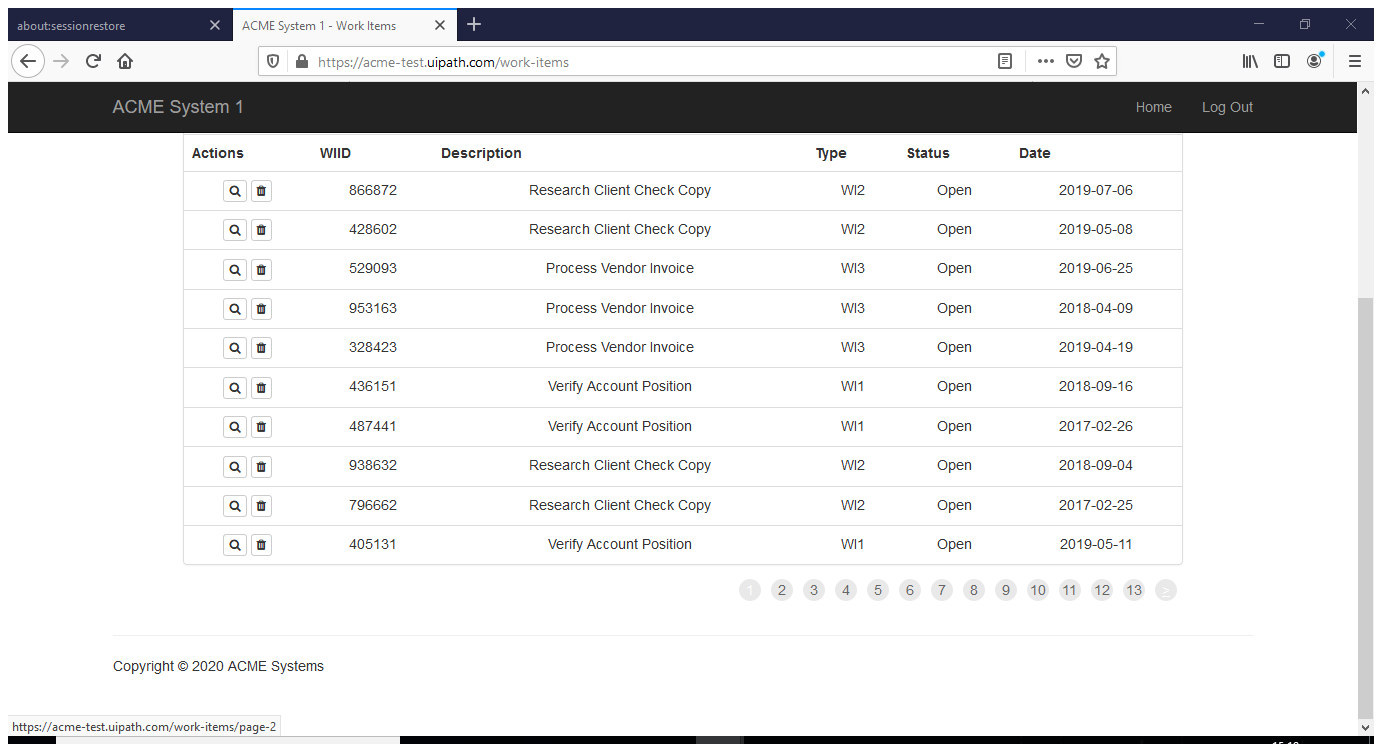 about:sessionrestore
ACME System 1 - Work Items
https://acme-test.uipath.com/work-items
ACME System 1 Home Log Out
Actions WIID Description Type Status Date
866872 Research Client Check Copy WI2 Open 2019-07-06
428602 Research Client Check Copy WI2 Open 2019-05-08
529093 Process Vendor Invoice WI3 Open 2019-06-25
953163 Process Vendor Invoice WI3 Open 2018-04-09
328423 Process Vendor Invoice WI3 Open 2019-04-19
436151 Verify Account Position WI1 Open 2018-09-16
487441 Verify Account Position WI1 Open 2017-02-26
938632 Research Client Check Copy WI2 Open 2018-09-04
796662 Research Client Check Copy WI2 Open 2017-02-25
405131 Verify Account Position WI1 Open 2019-05-11
1 2 3 4 5 6 7 8 9 10 11 12 13 >
Copyright © 2020 ACME Systems
https://acme-test.uipath.com/work-items/page-2